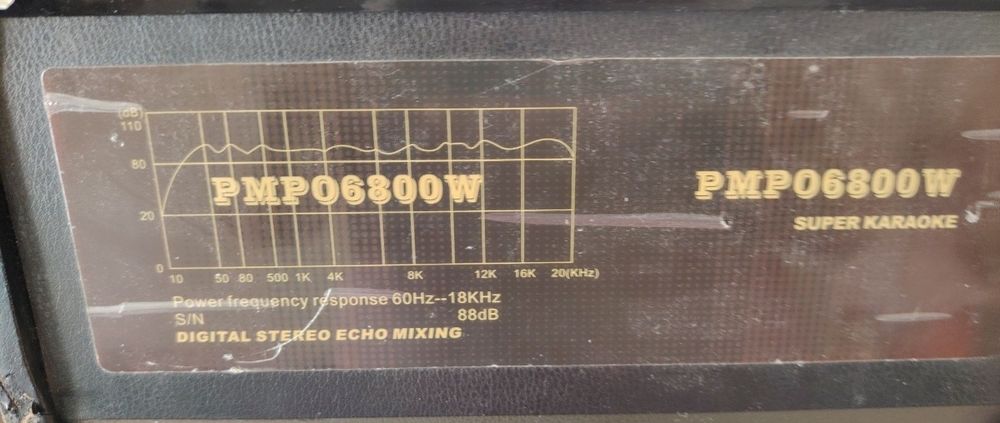 (dB)
110
80
20
0
PMPO6800W
10 50 80 500 1K 4K 8K 12K 16K 20(KHz)
Power frequency response 60Hz--18KHz
S/N 88dB
DIGITAL STEREO ECHO MIXING
PMPO6800W
SUPER KARAOKE